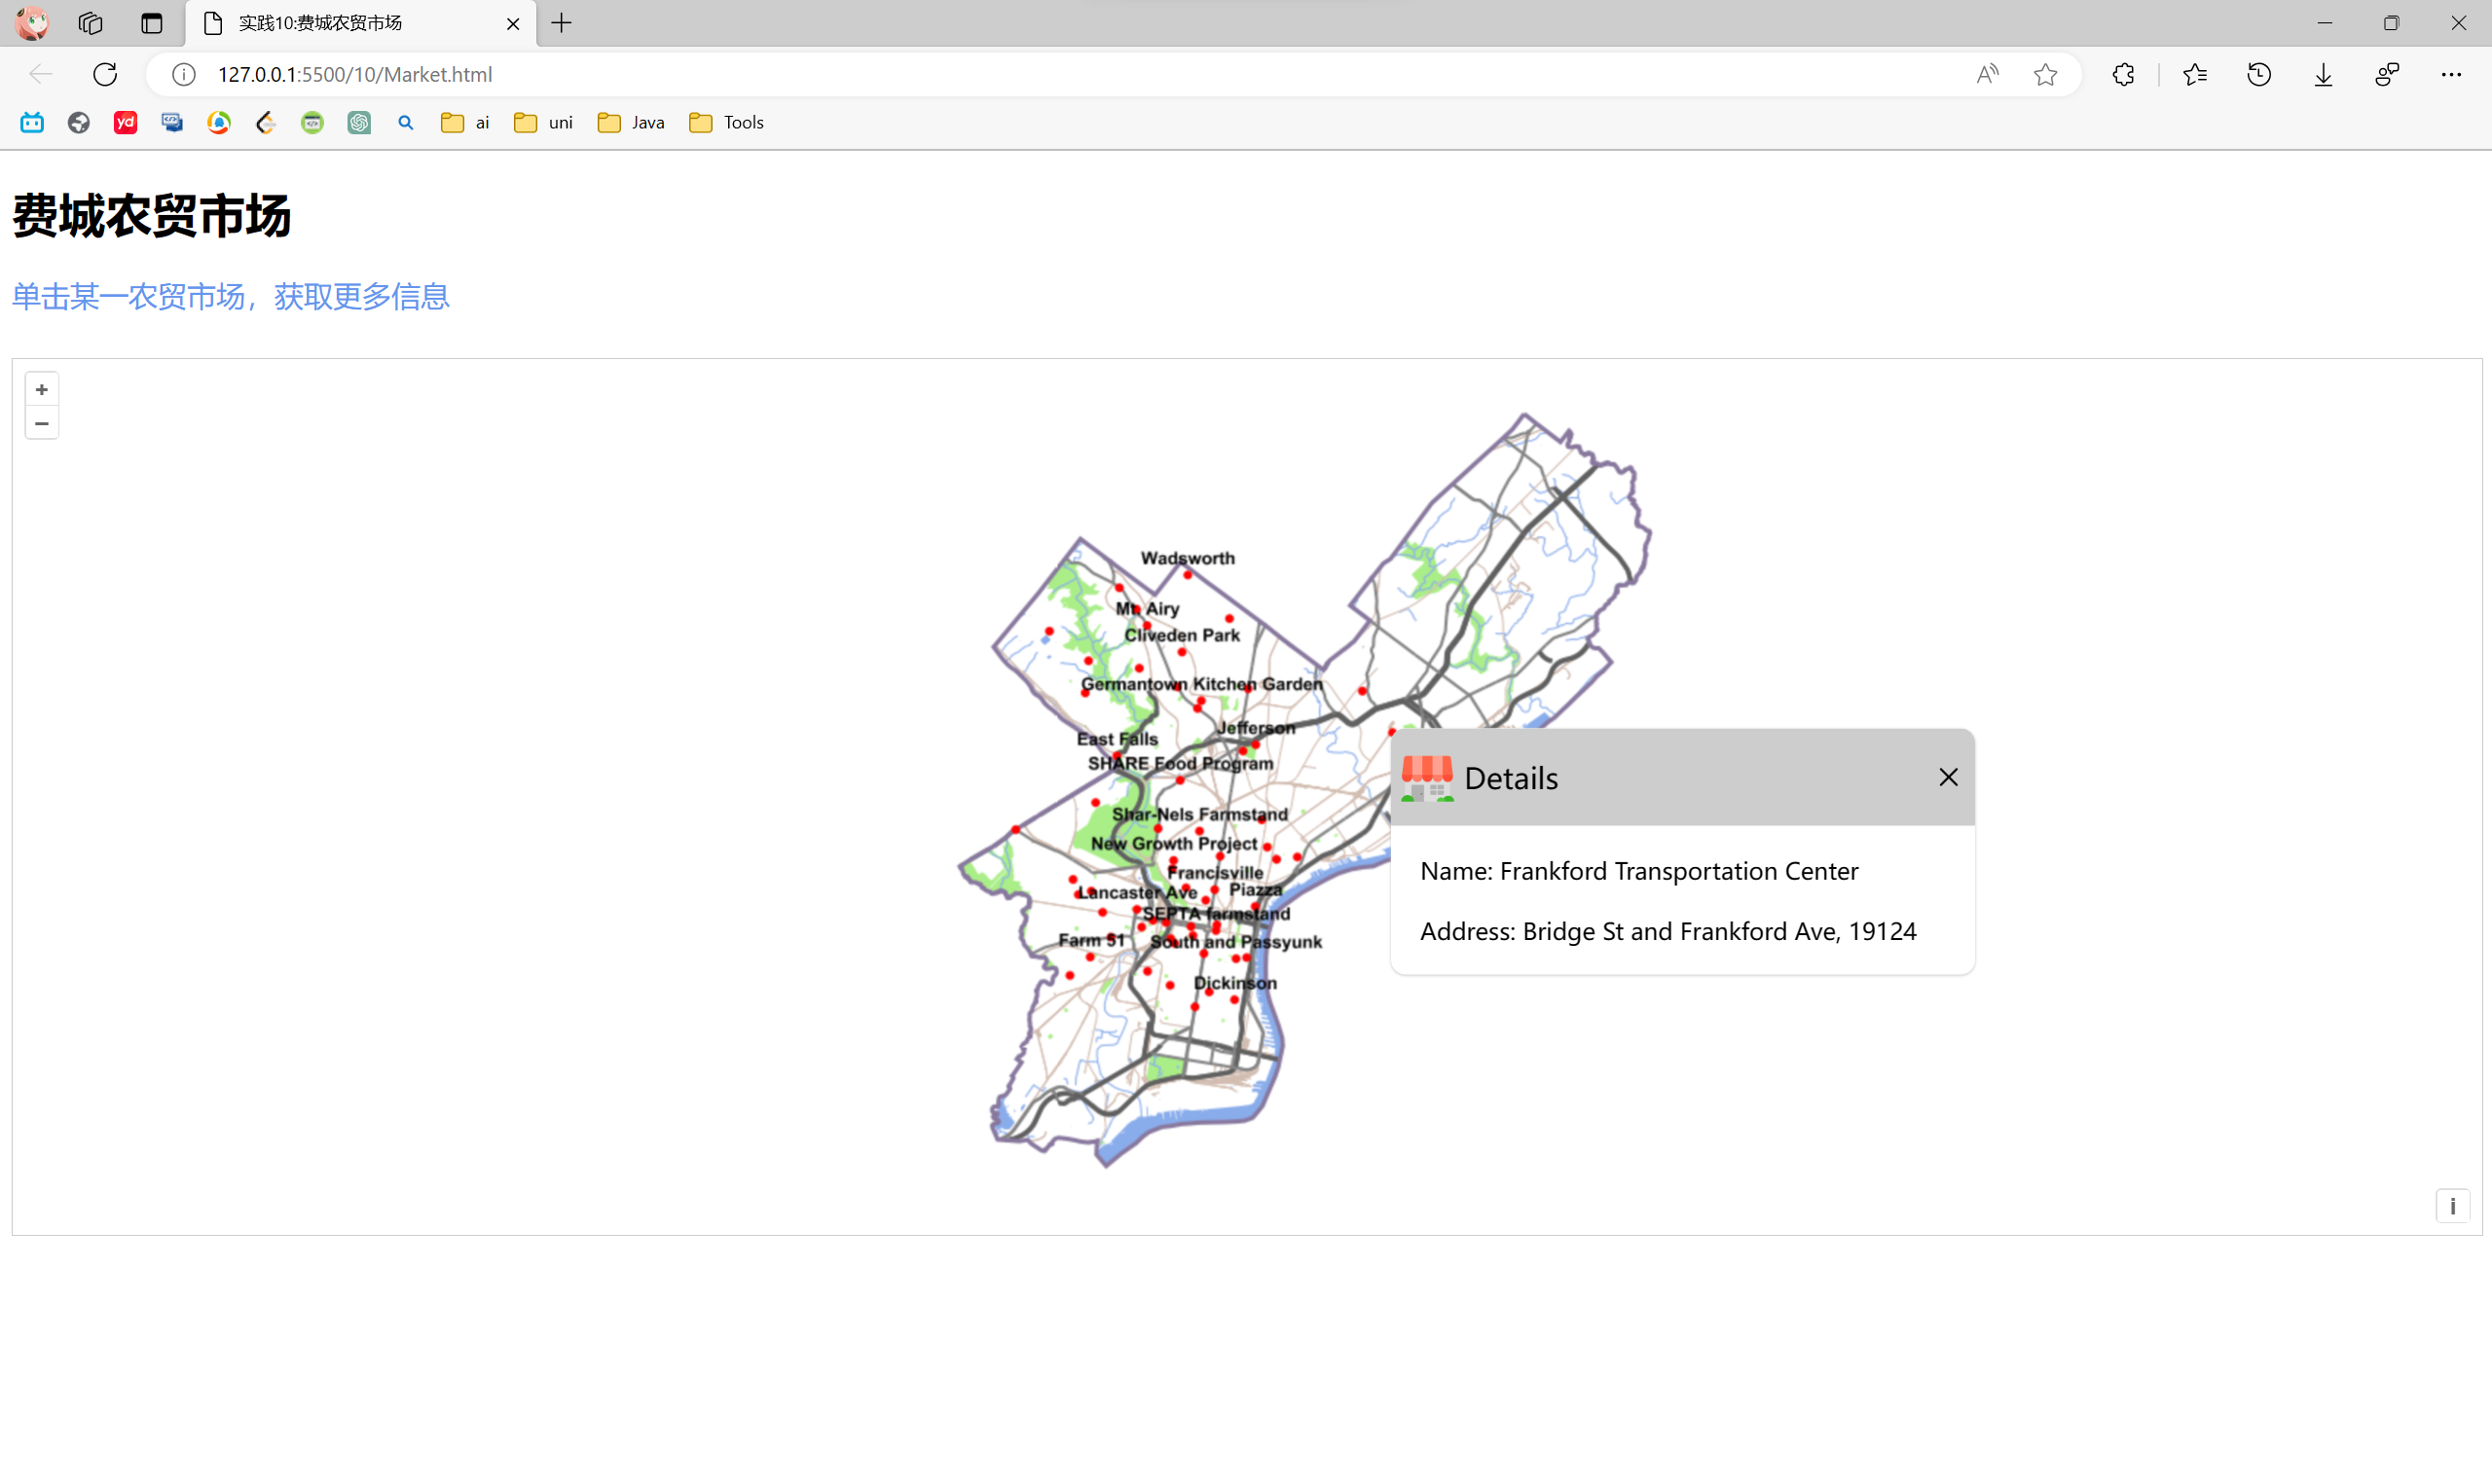 实践10:费城农贸市场
127.0.0.1:5500/10/Market.html
yd
ai
uni
Java
Tools
费城农贸市场
单击某一农贸市场，获取更多信息
+
−
Wadsworth
Mt. Airy
Cliveden Park
Germantown Kitchen Garden
Jefferson
East Falls
SHARE Food Program
Details
Shar-Nels Farmstand
New Growth Project
Francisville
Name: Frankford Transportation Center
Lancaster Ave
Piazza
SEPTA farmstand
Address: Bridge St and Frankford Ave, 19124
Farm 51
South and Passyunk
Dickinson
i